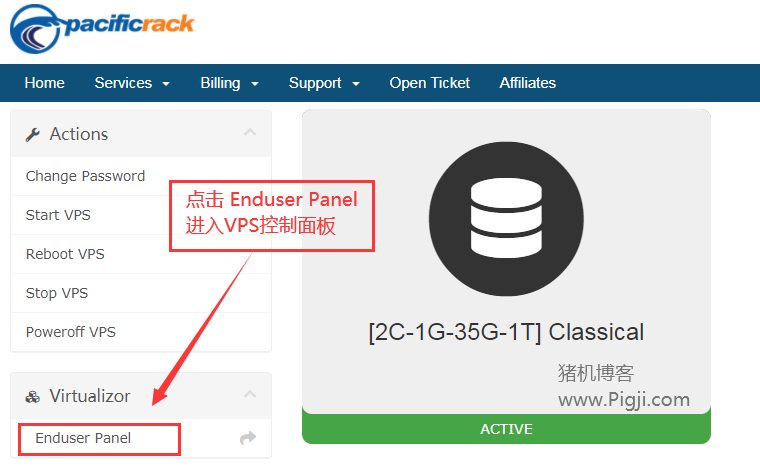 pacificrack
Home Services Billing Support Open Ticket Affiliates
Actions
Change Password
Start VPS
Reboot VPS
Stop VPS
Poweroff VPS
Virtualizor
Enduser Panel
点击 Enduser Panel
进入VPS控制面板
[2C-1G-35G-1T] Classical
猪机博客
www.Pigji.com
ACTIVE